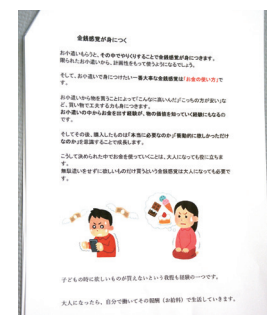 金銭感覚が身につく
お小遣いもらうと、その中でやりくりすることで金銭感覚が身につきます。
限られたお小遣いから、計画性をもって使うようになるでしょう。
そして、お小遣いで身につけたい一番大事な金銭感覚は「お金の使い方」で
す。
お小遣いから物を買うことによって「こんなに高いんだ」「こっちの方が安い」な
ど、買い物で工夫する力も身につきます。
お小遣いの中からお金を出す経験が、物の価値を知っていく経験にもなるの
です。
そしてその後、購入したものは「本当に必要なのか」「衝動的に欲しかっただけ
なのか」を意識することで成長します。
こうして決められた中でお金を使っていくことは、大人になっても役に立ちま
す。
無駄遣いをせずに欲しいものだけ買うという金銭感覚は大人になっても必要で
す。
子どもの時に欲しいものが買えないという我慢も経験の一つです。
大人になったら、自分で働いてその報酬（お給料）で生活していきます。